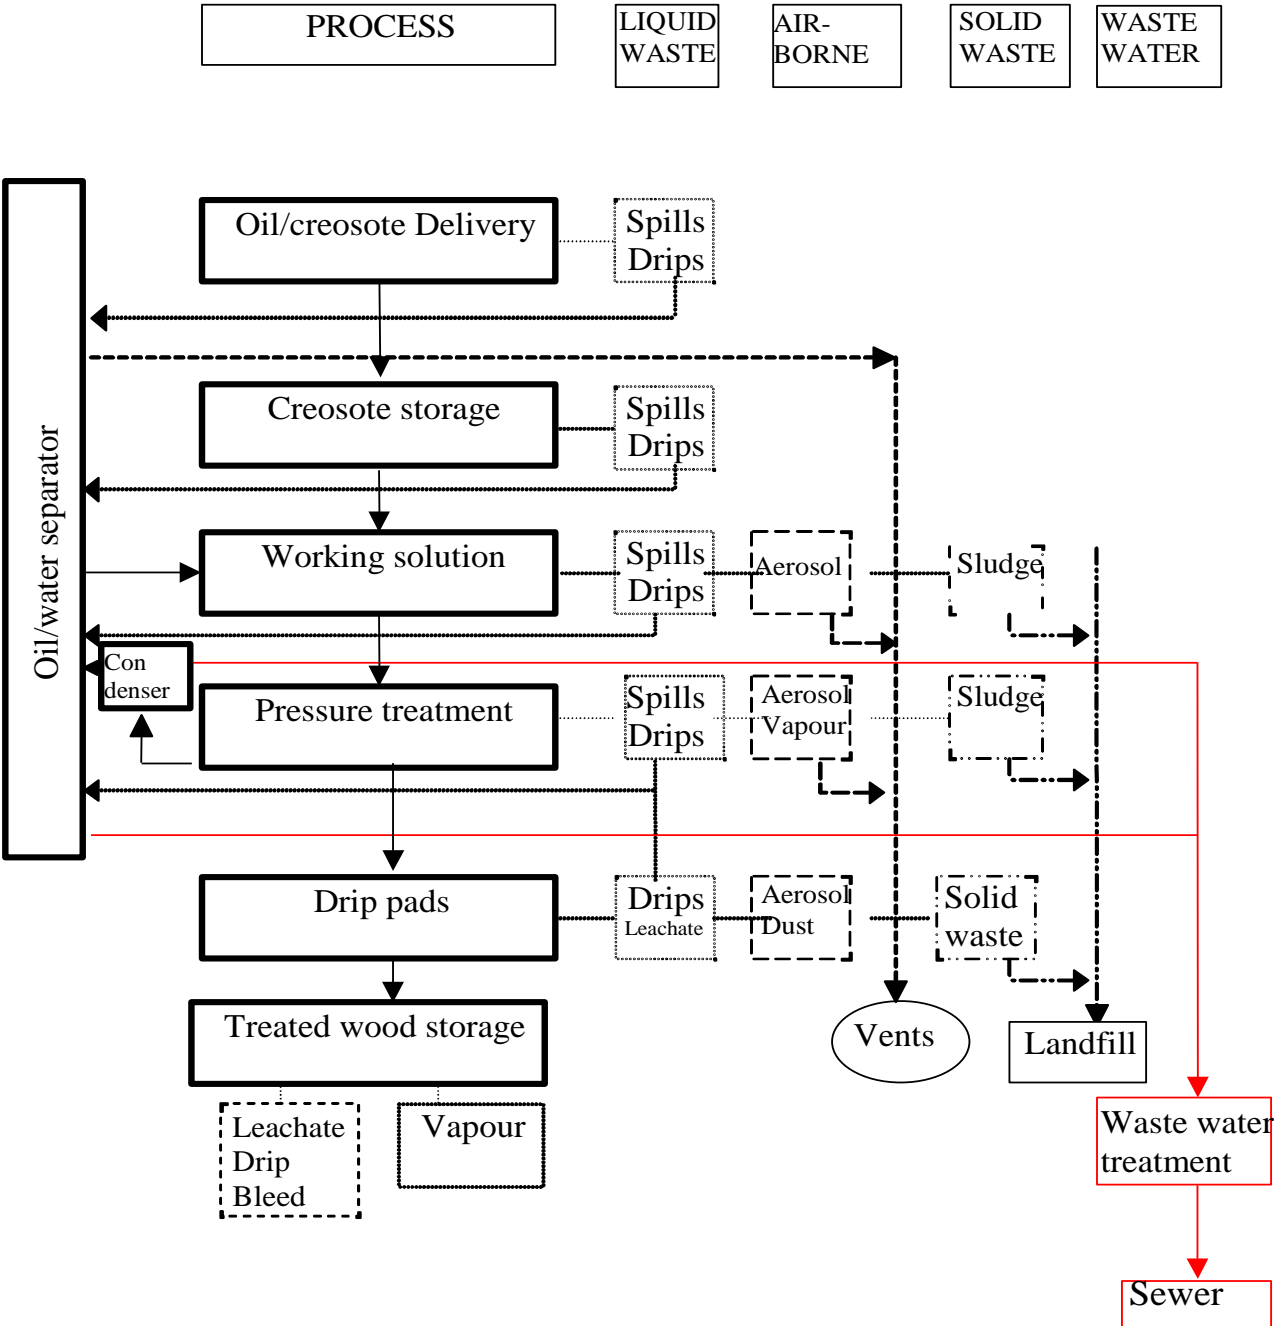 PROCESS
LIQUID
WASTE
AIR-
BORNE
SOLID
WASTE
WASTE
WATER
Oil/water separator
Oil/creosote Delivery
Spills
Drips
Creosote storage
Spills
Drips
Working solution
Spills
Drips
Aerosol
Sludge
Con
denser
Pressure treatment
Spills
Drips
Aerosol
Vapour
Sludge
Drip pads
Drips
Leachate
Aerosol
Dust
Solid
waste
Treated wood storage
Vents
Landfill
Leachate
Drip
Bleed
Vapour
Waste water
treatment
Sewer